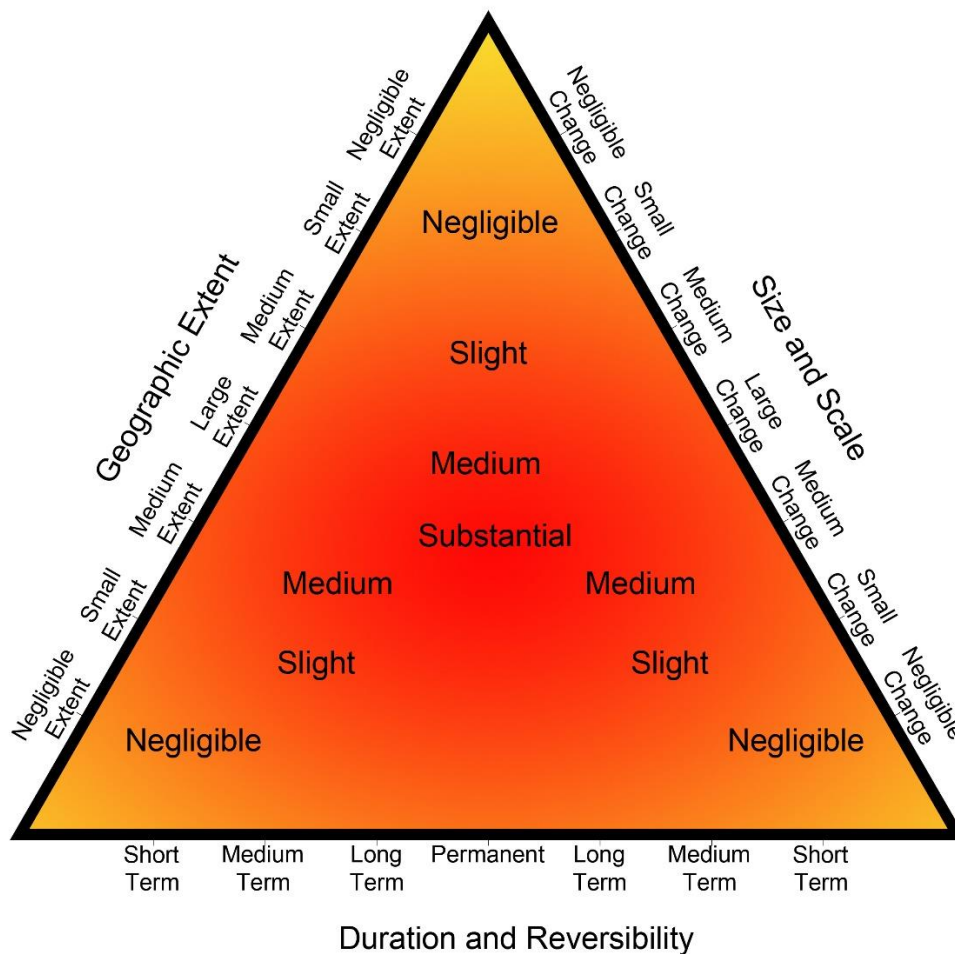 Negligible
Extent
Small
Extent
Medium
Extent
Large
Extent
Medium
Extent
Small
Extent
Negligible
Extent
Geographic Extent
Negligible
Change
Small
Change
Medium
Change
Large
Change
Medium
Change
Small
Change
Negligible
Change
Size and Scale
Negligible
Slight
Medium
Substantial
Medium
Medium
Slight
Slight
Negligible
Negligible
Short
Term
Medium
Term
Long
Term
Permanent
Long
Term
Medium
Term
Short
Term
Duration and Reversibility